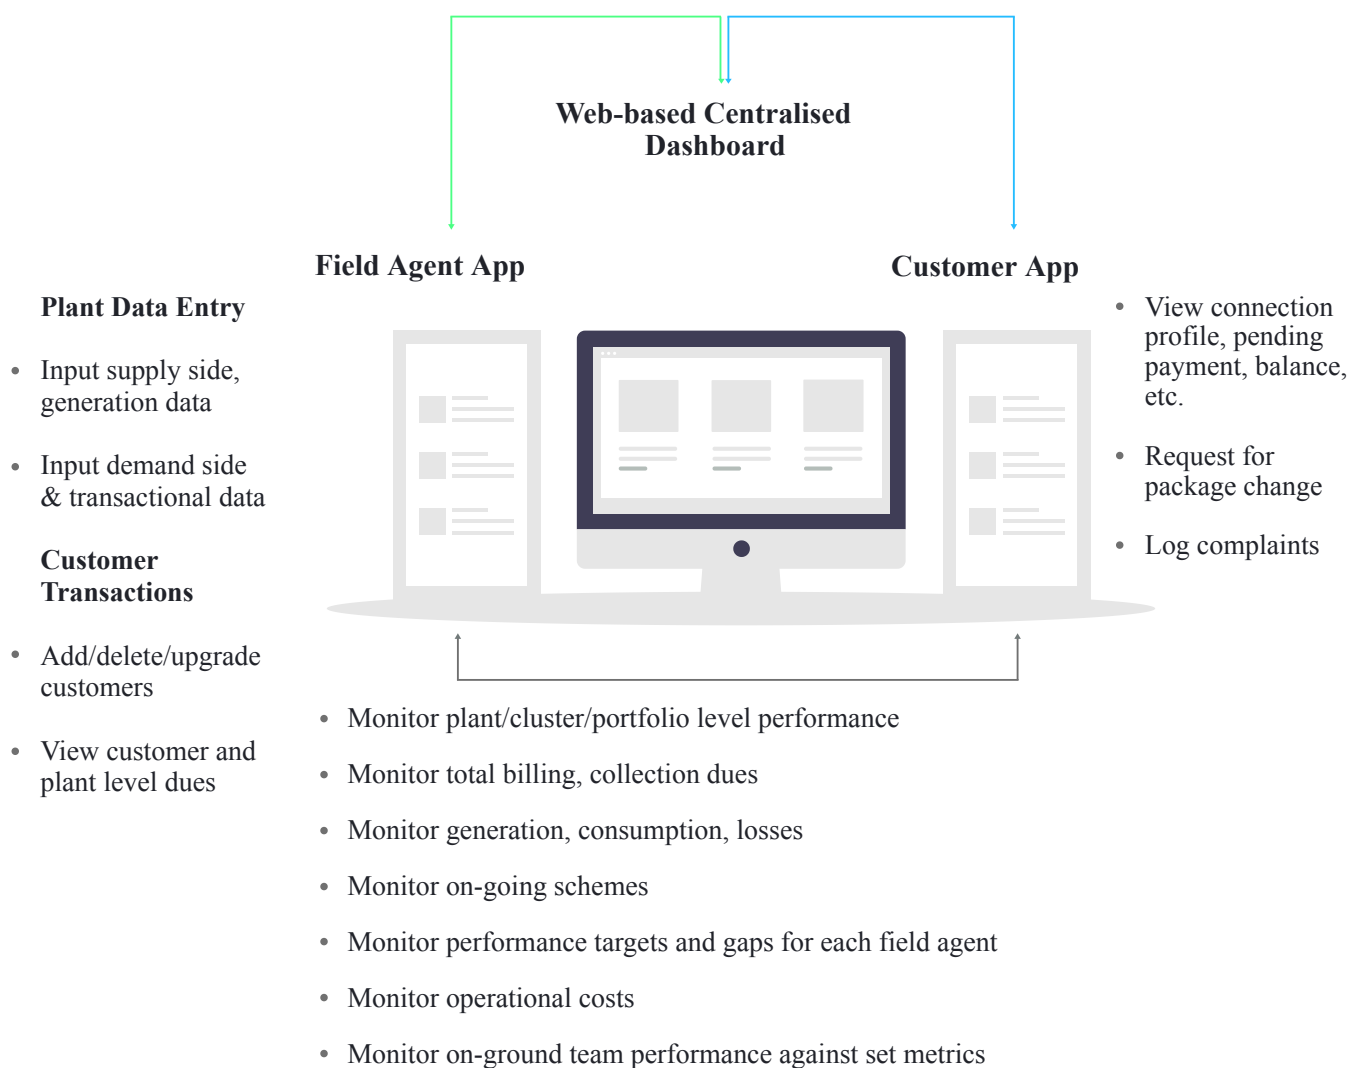 Web-based Centralised
Dashboard
Field Agent App
Customer App
Plant Data Entry
• Input supply side,
generation data
• Input demand side
& transactional data
Customer
Transactions
• Add/delete/upgrade
customers
• View customer and
plant level dues
• View connection
profile, pending
payment, balance,
etc.
• Request for
package change
• Log complaints
• Monitor plant/cluster/portfolio level performance
• Monitor total billing, collection dues
• Monitor generation, consumption, losses
• Monitor on-going schemes
• Monitor performance targets and gaps for each field agent
• Monitor operational costs
• Monitor on-ground team performance against set metrics